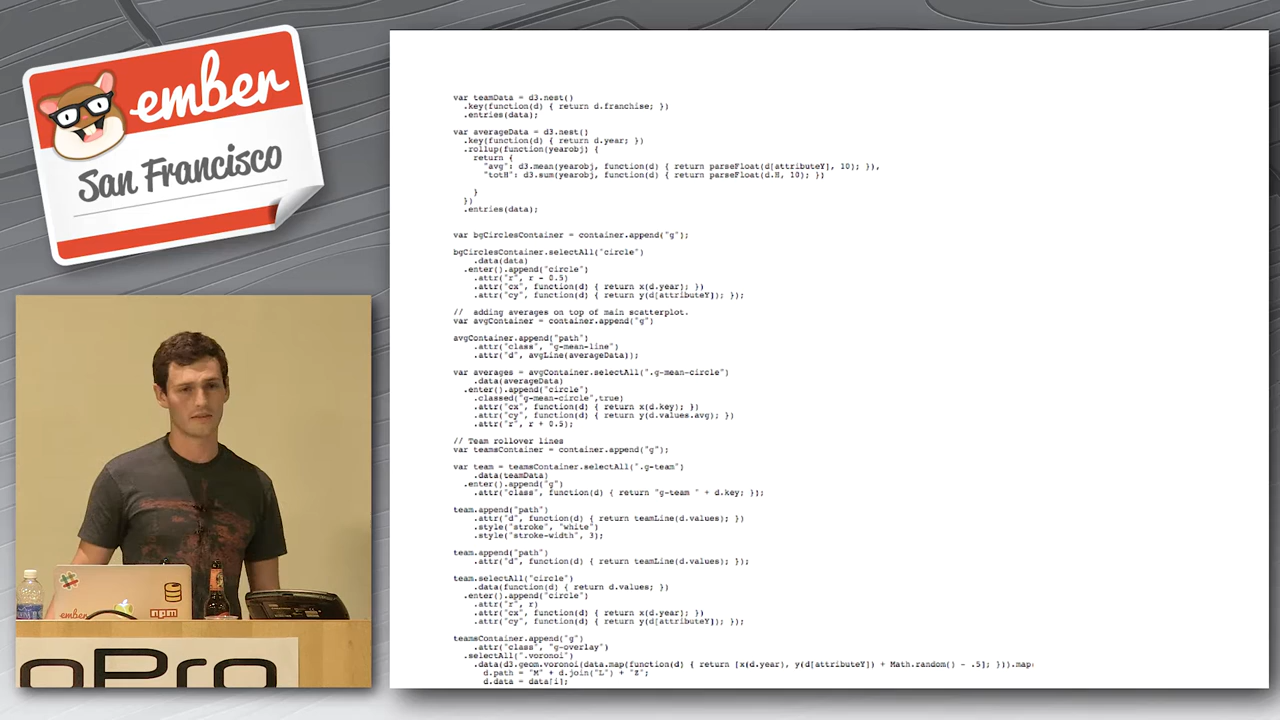 ember
San Francisco
ember
npm
oPro
var teamData = d3.nest()
.key(function(d) { return d.franchise; })
.entries(data);
var averageData = d3.nest()
.key(function(d) { return d.year; })
.rollup(function(yearobj) {
return {
"avg": d3.mean(yearobj, function(d) { return parseFloat(d[attributeY], 10); }),
"totH": d3.sum(yearobj, function(d) { return parseFloat(d.H, 10); })
}
})
.entries(data);
var bgCirclesContainer = container.append("g");
bgCirclesContainer.selectAll("circle")
.data(data)
.enter().append("circle")
.attr("r", r - 0.5)
.attr("cx", function(d) { return x(d.year); })
.attr("cy", function(d) { return y(d[attributeY]); });
// adding averages on top of main scatterplot.
var avgContainer = container.append("g")
avgContainer.append("path")
.attr("class", "g-mean-line")
.attr("d", avgLine(averageData));
var averages = avgContainer.selectAll(".g-mean-circle")
.data(averageData)
.enter().append("circle")
.classed("g-mean-circle",true)
.attr("cx", function(d) { return x(d.key); })
.attr("cy", function(d) { return y(d.values.avg); })
.attr("r", r + 0.5);
// Team rollover lines
var teamsContainer = container.append("g");
var team = teamsContainer.selectAll(".g-team")
.data(teamData)
.enter().append("g")
.attr("class", function(d) { return "g-team " + d.key; });
team.append("path")
.attr("d", function(d) { return teamLine(d.values); })
.style("stroke", "white")
.style("stroke-width", 3);
team.append("path")
.attr("d", function(d) { return teamLine(d.values); });
team.selectAll("circle")
.data(function(d) { return d.values; })
.enter().append("circle")
.attr("r", r)
.attr("cx", function(d) { return x(d.year); })
.attr("cy", function(d) { return y(d[attributeY]); });
teamsContainer.append("g")
.attr("class", "g-overlay")
.selectAll(".voronoi")
.data(d3.geom.voronoi(data.map(function(d) { return [x(d.year), y(d[attributeY]) + Math.random() - .5]; })).map(
d.path = "M" + d.join("L") + "Z";
d.data = data[i];